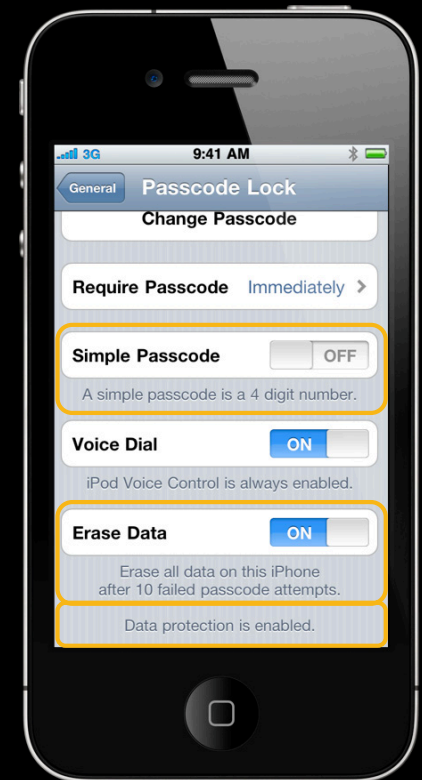 3G 9:41 AM
General Passcode Lock
Change Passcode
Require Passcode Immediately
Simple Passcode OFF
A simple passcode is a 4 digit number.
Voice Dial ON
iPod Voice Control is always enabled.
Erase Data ON
Erase all data on this iPhone
after 10 failed passcode attempts.
Data protection is enabled.